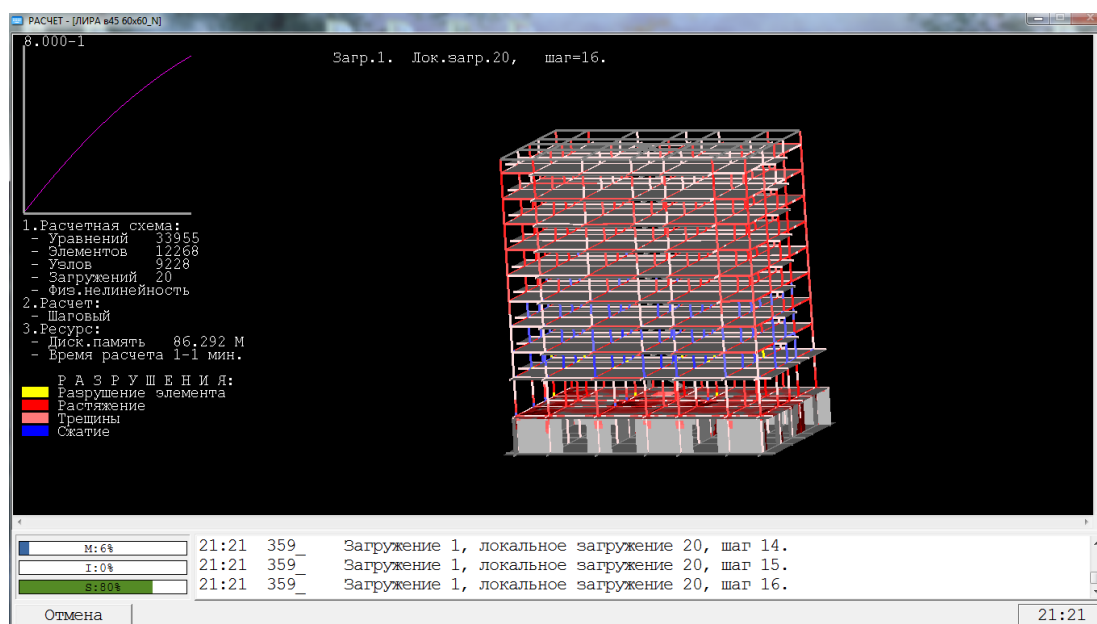 РАСЧЕТ - [ЛИРА в45 60x60_N]
8.000-1
Загр.1. Лок.загр.20, шаг=16.
1.Расчетная схема:
- Уравнений 33955
- Элементов 12268
- Узлов 9228
- Загружений 20
- Физ.нелинейность
2.Расчет:
- Шаговый
3.Ресурс:
- Диск.память 86.292 М
- Время расчета 1-1 мин.
Р А З Р У Ш Е Н И Я:
Разрушение элемента
Растяжение
Трещины
Сжатие
M:6%
21:21 359_ Загружение 1, локальное загружение 20, шаг 14.
I:0%
21:21 359_ Загружение 1, локальное загружение 20, шаг 15.
S:80%
21:21 359_ Загружение 1, локальное загружение 20, шаг 16.
Отмена
21:21